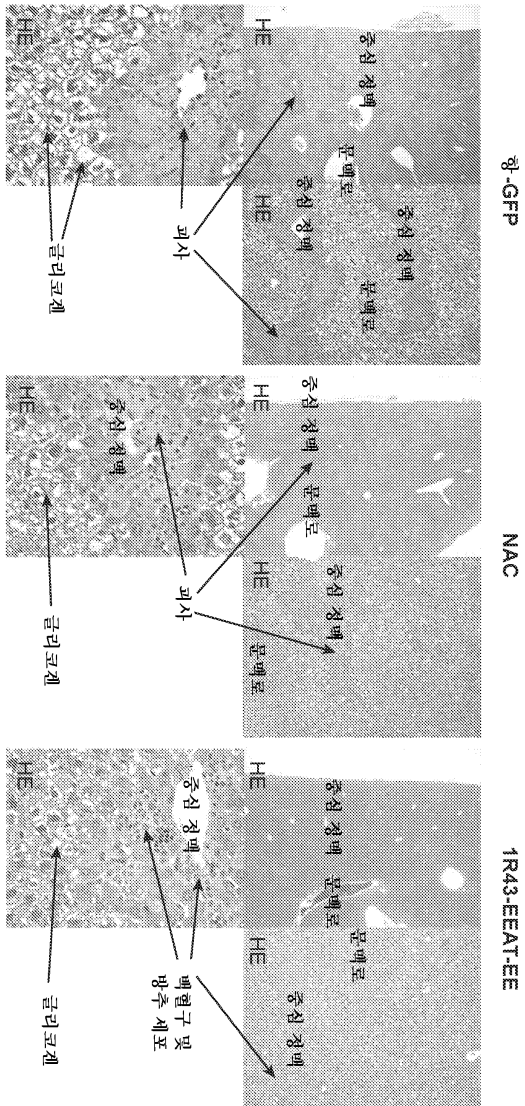 항-GFP
중심 정맥
문맥로
HE
중심 정맥
문맥로
중심 정맥
HE
괴사
글리코겐
HE
NAC
중심 정맥
문맥로
HE
중심 정맥
문맥로
HE
괴사
중심 정맥
글리코겐
HE
1R43-EEAT-EE
중심 정맥
문맥로
HE
문맥로
중심 정맥
HE
중심 정맥
백혈구 및
방추 세포
글리코겐
HE